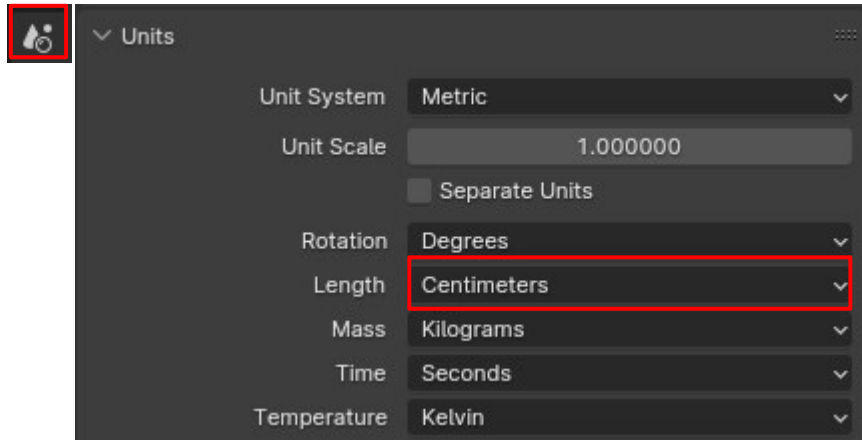 Units
Unit System Metric
Unit Scale 1.000000
Separate Units
Rotation Degrees
Length Centimeters
Mass Kilograms
Time Seconds
Temperature Kelvin